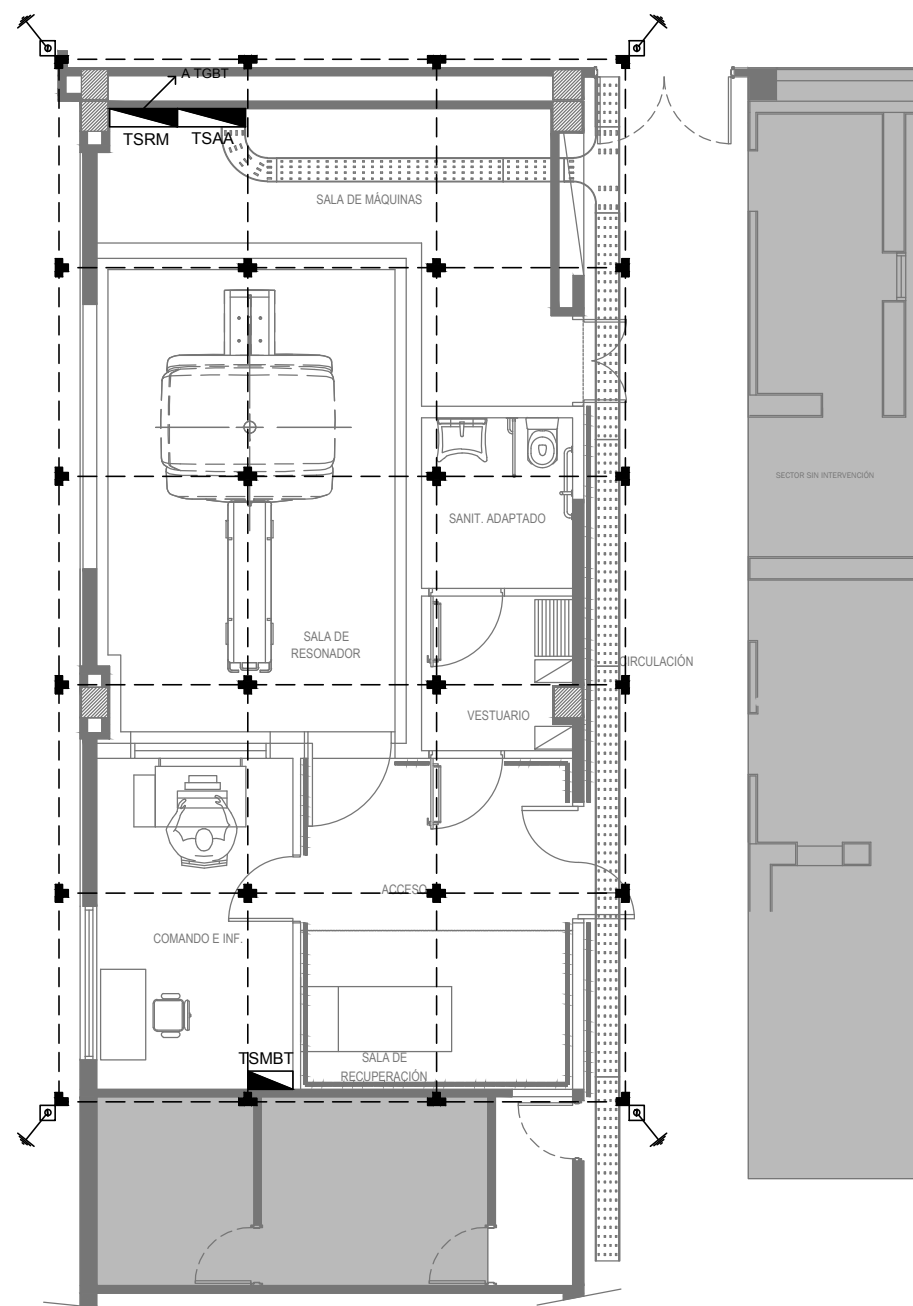 A TGBT
TSRM
TSAA
SALA DE MÁQUINAS
SECTOR SIN INTERVENCIÓN
SANIT. ADAPTADO
SALA DE
RESONADOR
CIRCULACIÓN
VESTUARIO
ACCESO
COMANDO E INF.
TSMBT
SALA DE
RECUPERACIÓN